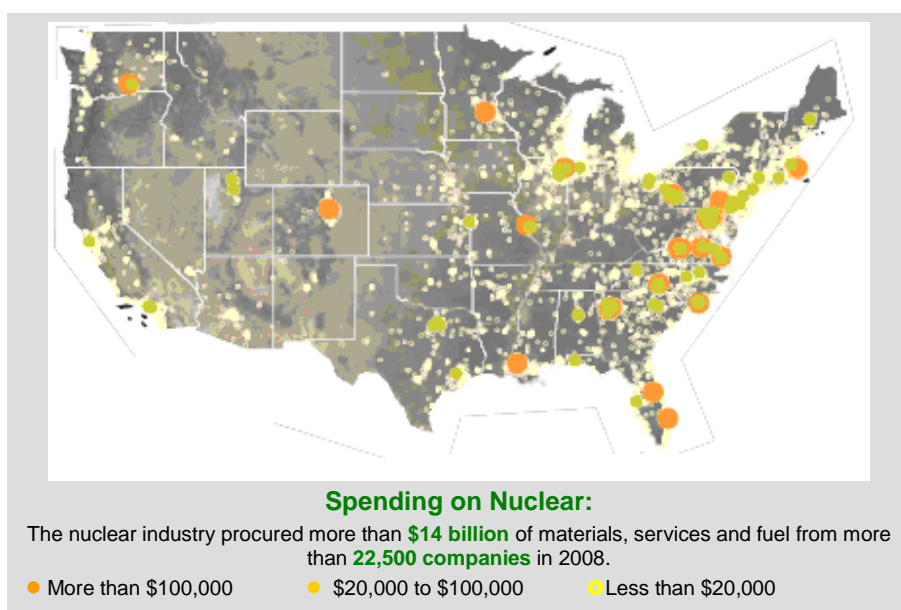 Spending on Nuclear:
The nuclear industry procured more than $14 billion of materials, services and fuel from more
than 22,500 companies in 2008.
More than $100,000 $20,000 to $100,000 Less than $20,000